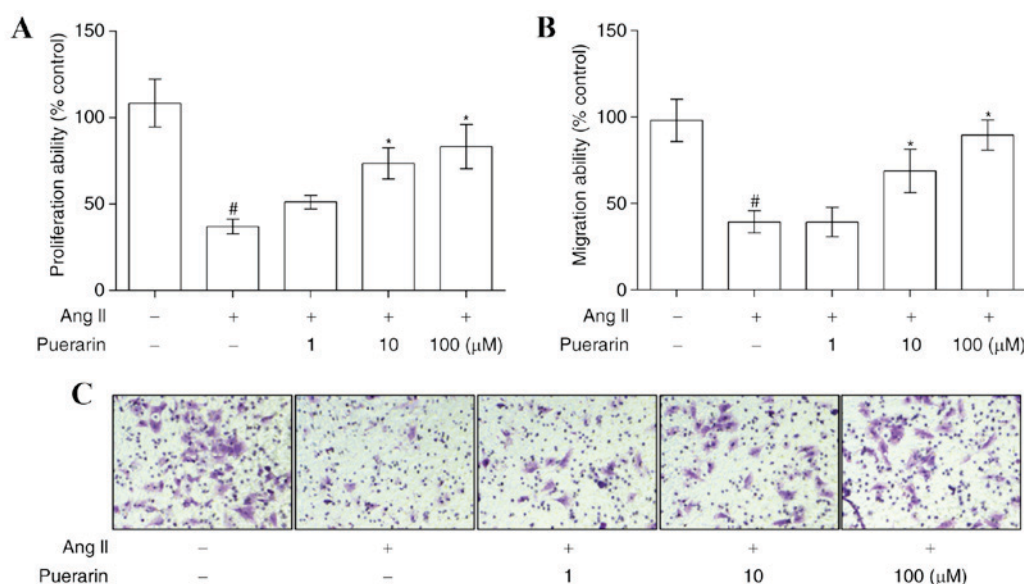 A
Proliferation ability (% control)
150
100
50
0
#
*
*
Ang II – + + + +
Puerarin – – 1 10 100 (μM)
B
Migration ability (% control)
150
100
50
0
#
*
*
Ang II – + + + +
Puerarin – – 1 10 100 (μM)
C
Ang II – + + + +
Puerarin – – 1 10 100 (μM)